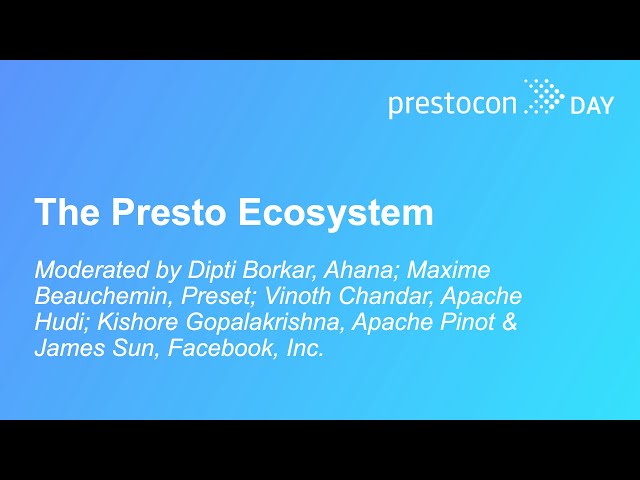 prestocon DAY
The Presto Ecosystem
Moderated by Dipti Borkar, Ahana; Maxime
Beauchemin, Preset; Vinoth Chandar, Apache
Hudi; Kishore Gopalakrishna, Apache Pinot &
James Sun, Facebook, Inc.